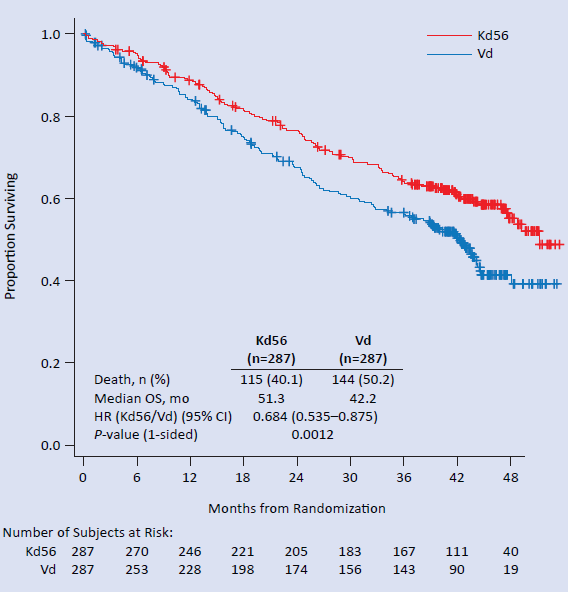 Kd56
Vd
1.0
0.8
0.6
0.4
0.2
0.0
Proportion Surviving
Kd56 Vd
(n=287) (n=287)
Death, n (%) 115 (40.1) 144 (50.2)
Median OS, mo 51.3 42.2
HR (Kd56/Vd) (95% CI) 0.684 (0.535–0.875)
P-value (1-sided) 0.0012
0 6 12 18 24 30 36 42 48
Months from Randomization
Number of Subjects at Risk:
Kd56 287 270 246 221 205 183 167 111 40
Vd 287 253 228 198 174 156 143 90 19